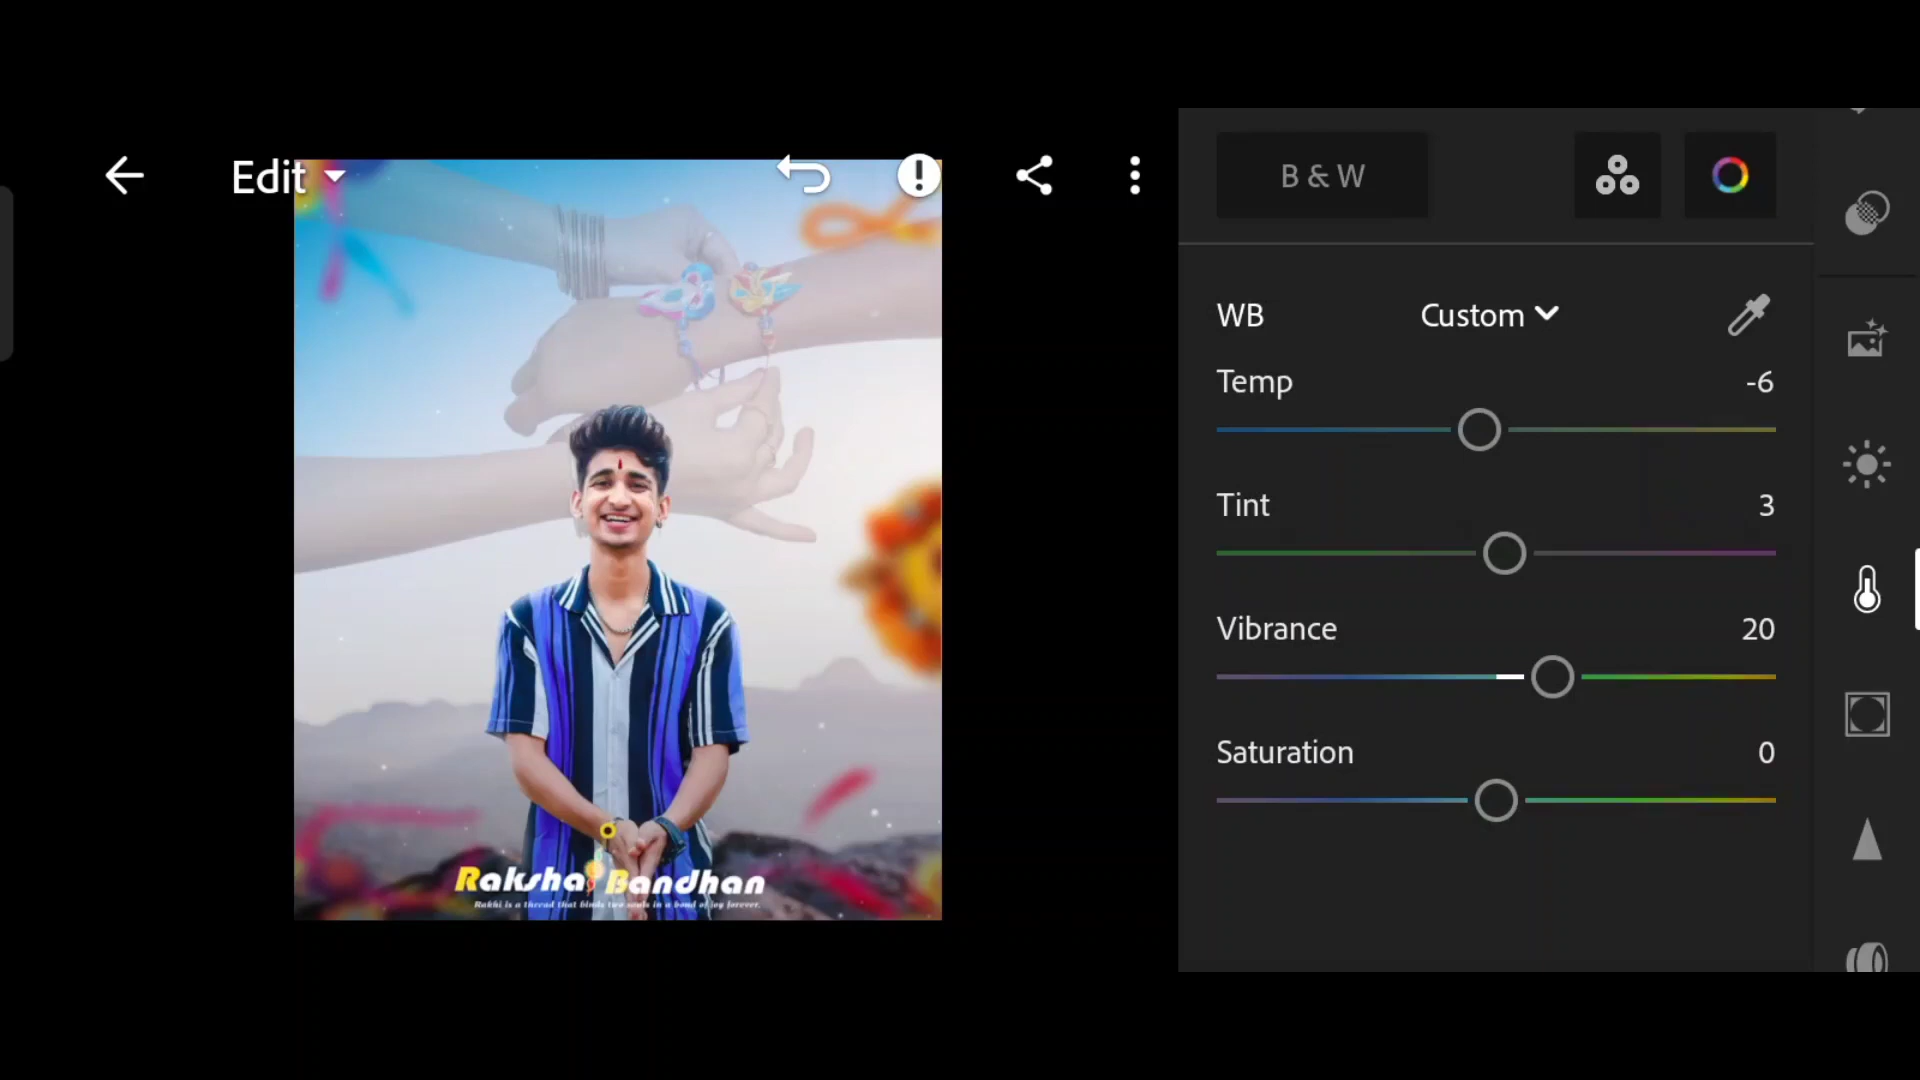 Edit
B & W
WB
Custom
Temp
-6
Tint
3
Vibrance
20
Saturation
0
Raksha Bandhan
Rakhi is a thread that binds two souls in a bond of joy forever.